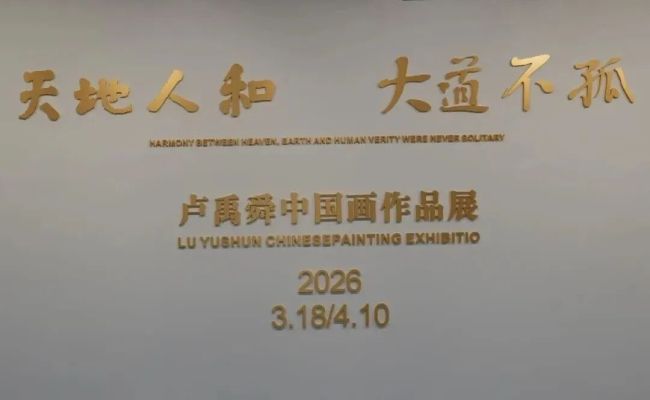 天地人和 大道不孤
HARMONY BETWEEN HEAVEN, EARTH AND HUMAN VERITY WERE NEVER SOLITARY
卢禹舜中国画作品展
LU YUSHUN CHINESEPAINTING EXHIBITIO
2026
3.18/4.10